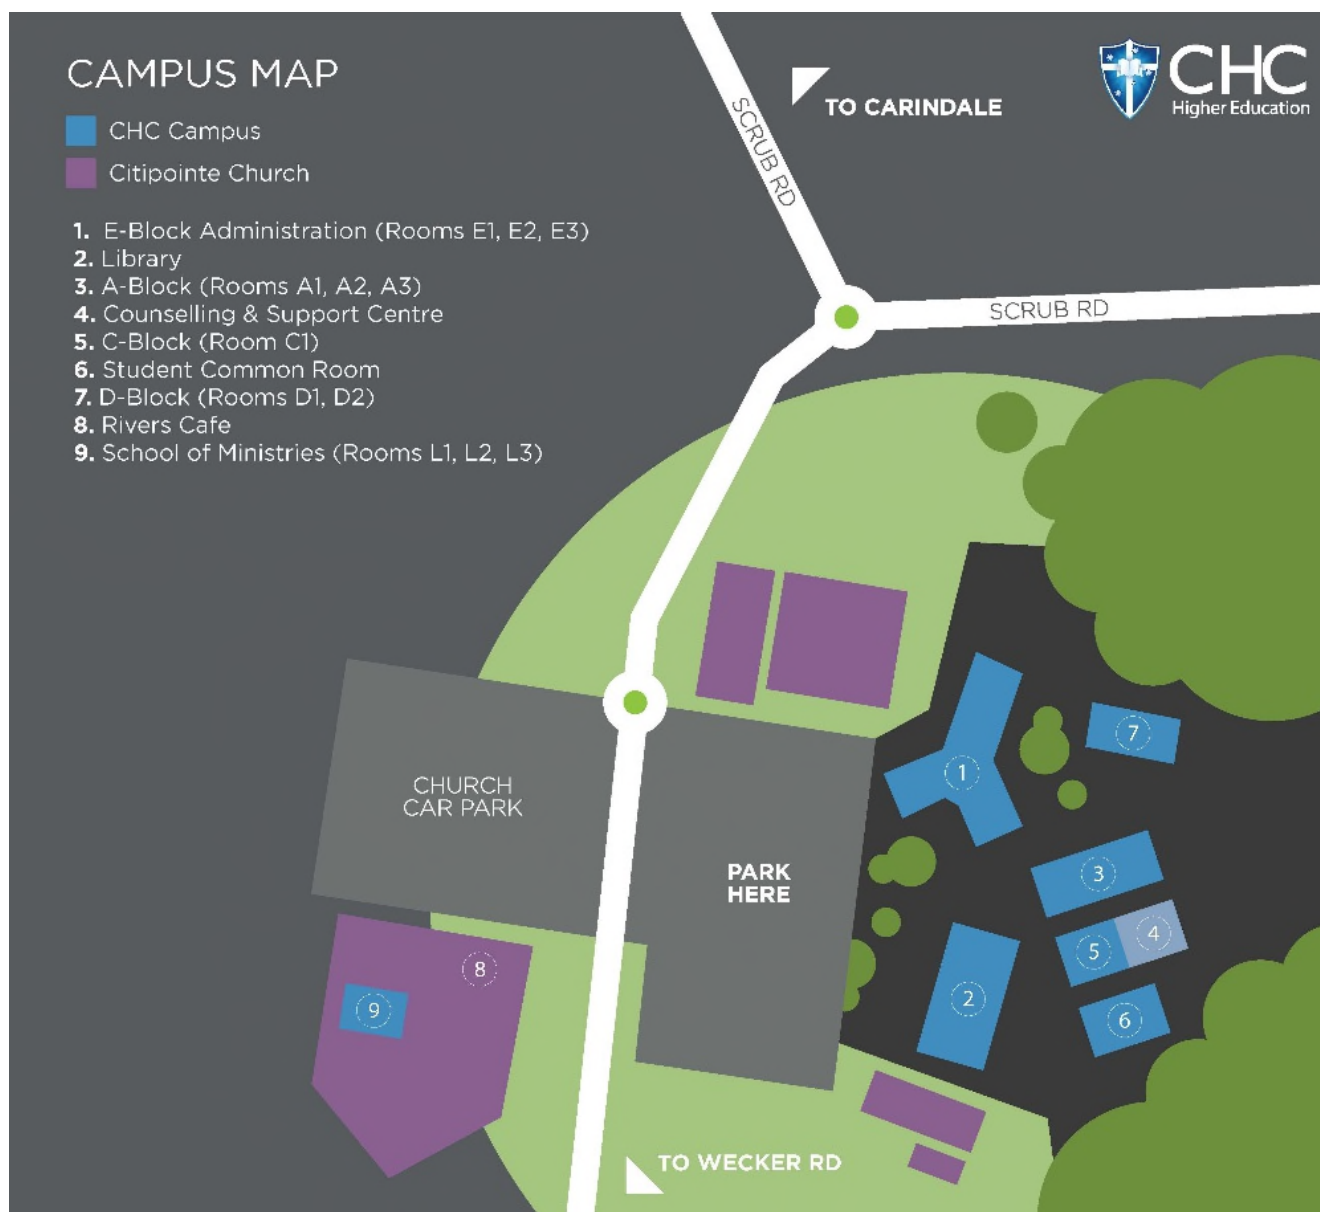 CAMPUS MAP
CHC Campus
Citipointe Church
1. E-Block Administration (Rooms E1, E2, E3)
2. Library
3. A-Block (Rooms A1, A2, A3)
4. Counselling & Support Centre
5. C-Block (Room C1)
6. Student Common Room
7. D-Block (Rooms D1, D2)
8. Rivers Cafe
9. School of Ministries (Rooms L1, L2, L3)
TO CARINDALE
CHC
Higher Education
SCRUB RD
SCRUB RD
CHURCH
CAR PARK
PARK
HERE
1
7
3
4
5
2
6
8
9
TO WECKER RD